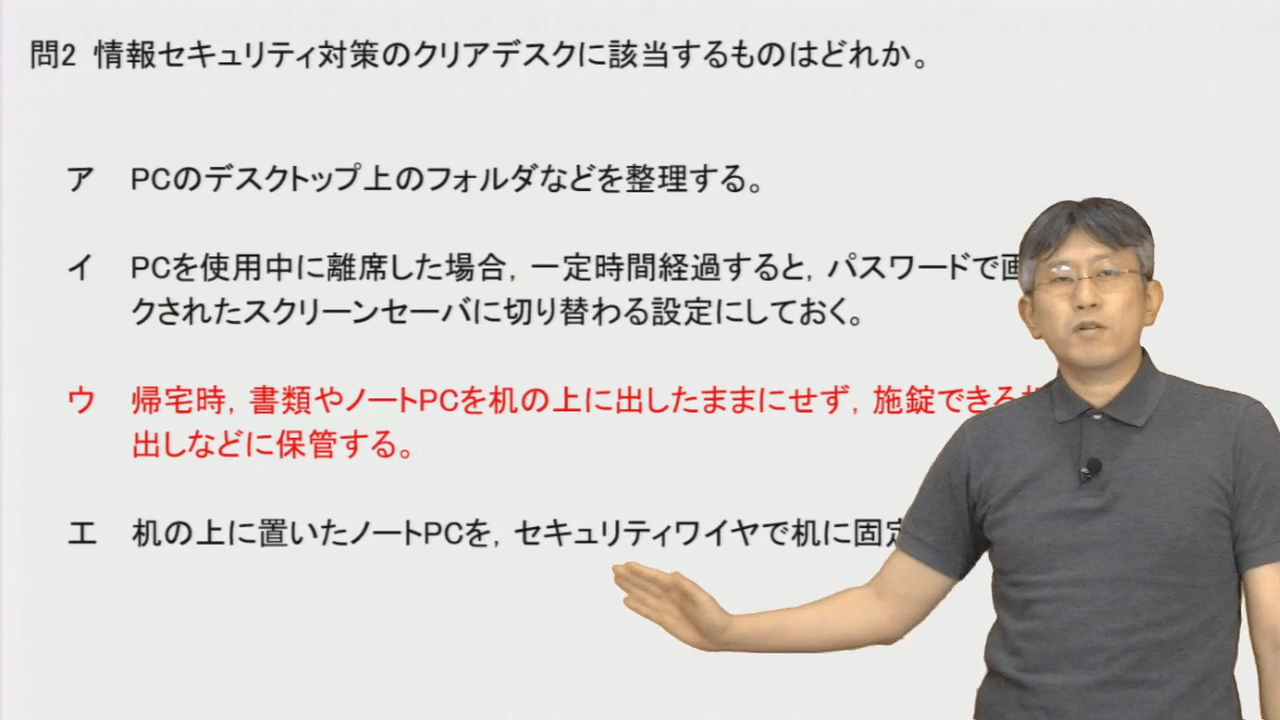 問2 情報セキュリティ対策のクリアデスクに該当するものはどれか。
ア PCのデスクトップ上のフォルダなどを整理する。
イ PCを使用中に離席した場合，一定時間経過すると，パスワードで
クされたスクリーンセーバに切り替わる設定にしておく。
ウ 帰宅時，書類やノートPCを机の上に出したままにせず，施錠できる
出しなどに保管する。
エ 机の上に置いたノートPCを，セキュリティワイヤで机に固